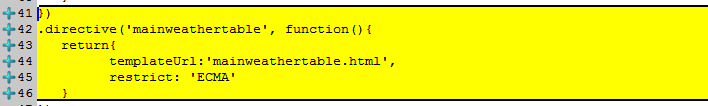 41 })
42 .directive('mainweathertable', function(){
43    return{
44         templateUrl:'mainweathertable.html',
45         restrict: 'ECMA'
46    }